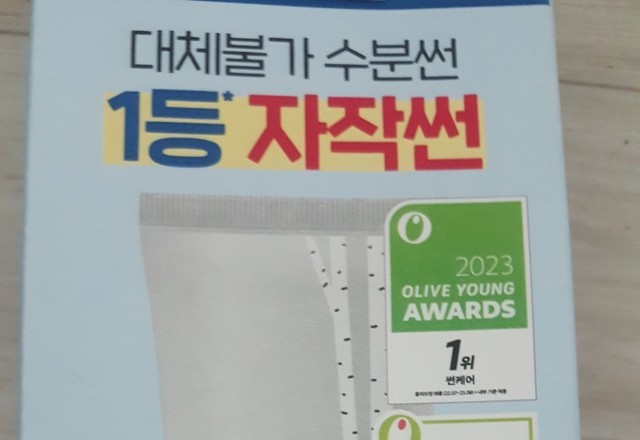 대체불가 수분썬
1등* 자작썬
2023
OLIVE YOUNG
AWARDS
1위
썬케어